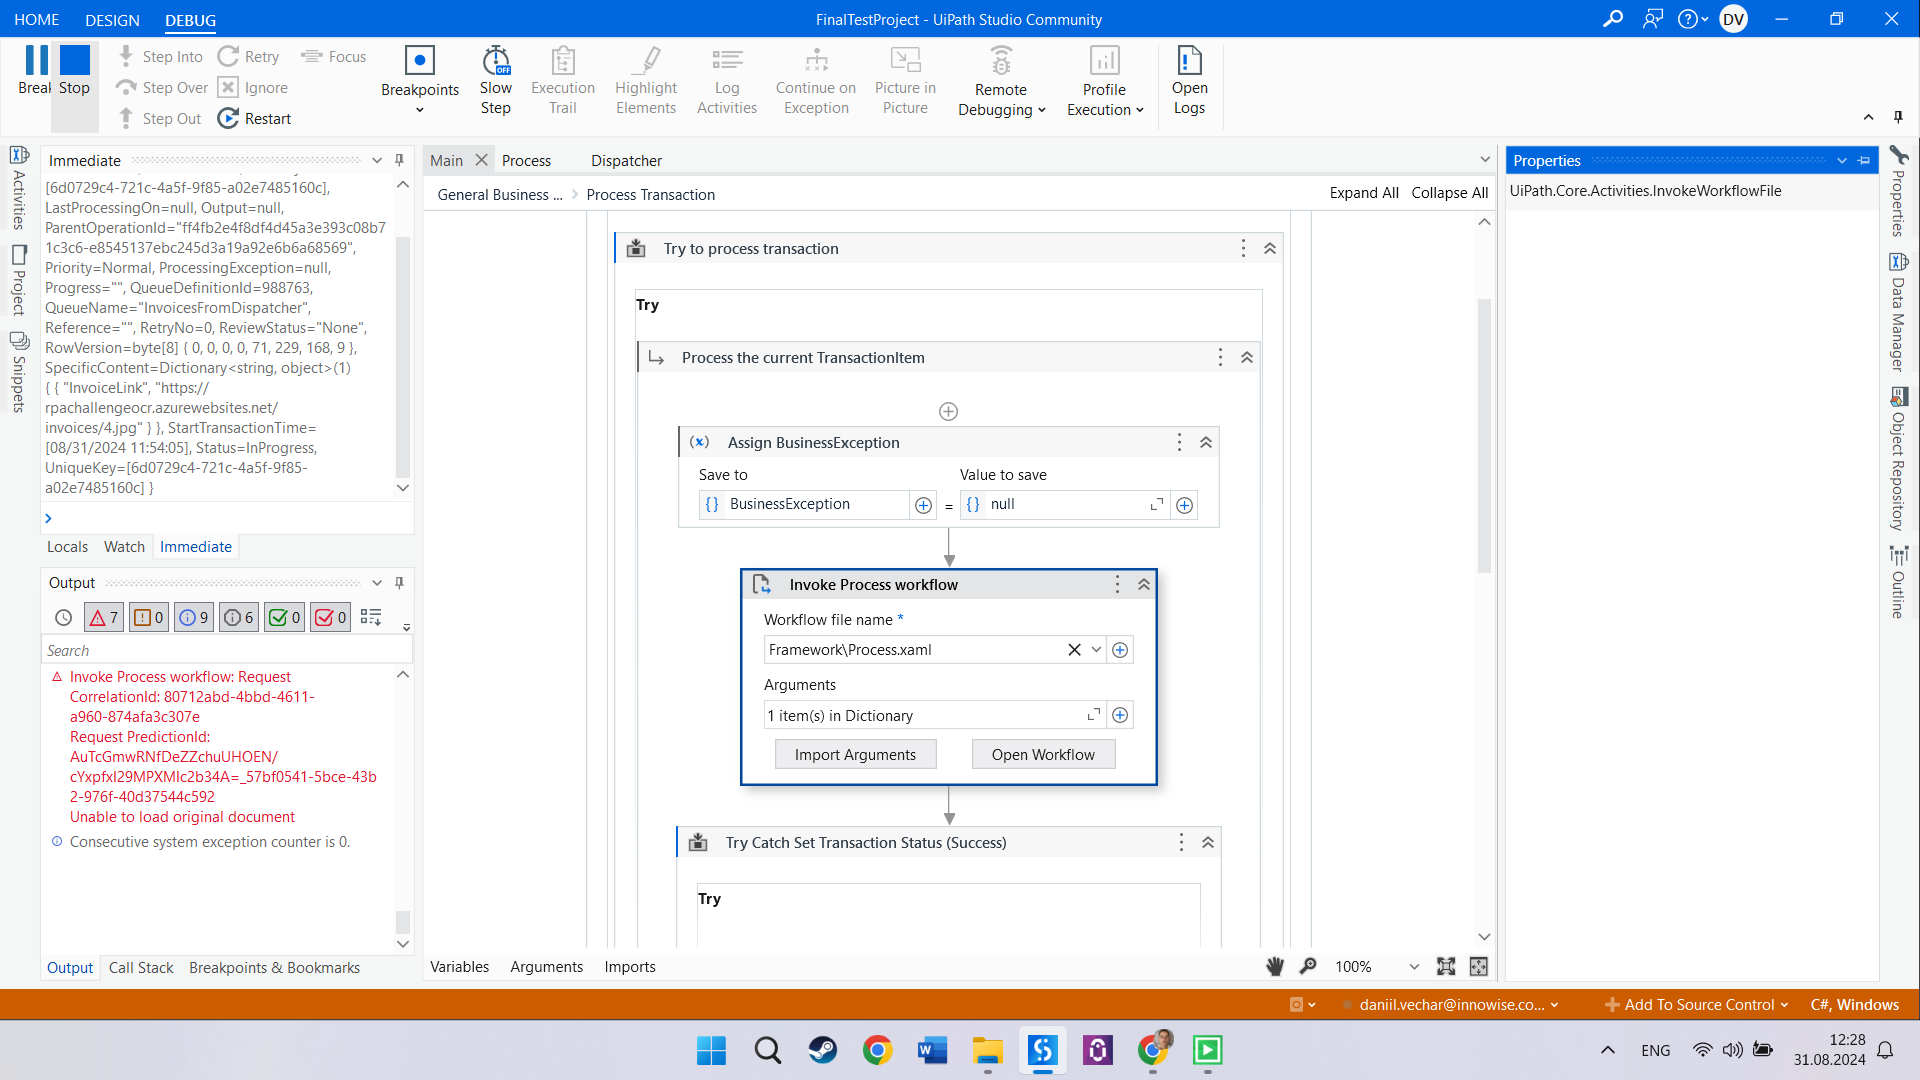 HOME DESIGN DEBUG
FinalTestProject - UiPath Studio Community
DV
Break
Stop
Step Into
Step Over
Step Out
Retry
Ignore
Restart
Focus
Breakpoints
OFF
Slow Step
Execution Trail
Highlight Elements
Log Activities
Continue on Exception
Picture in Picture
Remote Debugging
Profile Execution
Open Logs
Activities
Project
Snippets
Immediate
[6d0729c4-721c-4a5f-9f85-a02e7485160c],
LastProcessingOn=null, Output=null,
ParentOperationId="ff4fb2e4f8df4d45a3e393c08b7
1c3c6-e8545137ebc245d3a19a92e6b6a68569",
Priority=Normal, ProcessingException=null,
Progress="", QueueDefinitionId=988763,
QueueName="InvoicesFromDispatcher",
Reference="", RetryNo=0, ReviewStatus="None",
RowVersion=byte[8] { 0, 0, 0, 0, 71, 229, 168, 9 },
SpecificContent=Dictionary<string, object>(1)
{ { "InvoiceLink", "https://
rpachallengeocr.azurewebsites.net/
invoices/4.jpg" } }, StartTransactionTime=
[08/31/2024 11:54:05], Status=InProgress,
UniqueKey=[6d0729c4-721c-4a5f-9f85-
a02e7485160c] }
>
Locals Watch Immediate
Output
7 0 9 6 0 0
Search
Invoke Process workflow: Request
CorrelationId: 80712abd-4bbd-4611-
a960-874afa3c307e
Request PredictionId:
AuTcGmwRNfDeZZchuUHOEN/
cYxpfxI29MPXMIc2b34A=_57bf0541-5bce-43b
2-976f-40d37544c592
Unable to load original document
Consecutive system exception counter is 0.
Output Call Stack Breakpoints & Bookmarks
Main Process Dispatcher
General Business ... > Process Transaction
Expand All Collapse All
Try to process transaction
Try
Process the current TransactionItem
(x) Assign BusinessException
Save to Value to save
{} BusinessException = {} null
Invoke Process workflow
Workflow file name *
Framework\Process.xaml
Arguments
1 item(s) in Dictionary
Import Arguments Open Workflow
Try Catch Set Transaction Status (Success)
Try
Variables Arguments Imports
100%
Properties
UiPath.Core.Activities.InvokeWorkflowFile
Properties
Data Manager
Object Repository
Outline
daniil.vechar@innowise.co...
Add To Source Control
C#, Windows
ENG
12:28
31.08.2024